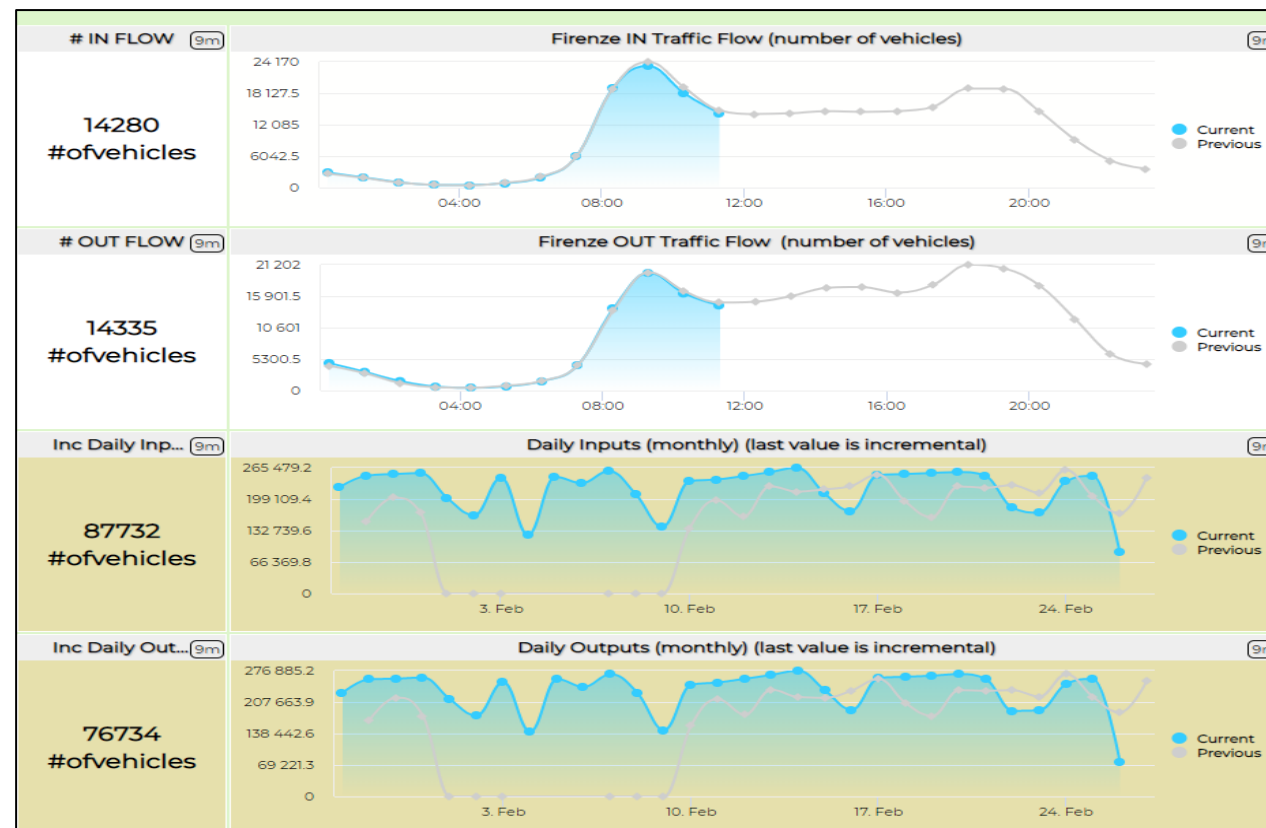 # IN FLOW 9m
Firenze IN Traffic Flow (number of vehicles)
14280
#ofvehicles
24 170
18 127.5
12 085
6042.5
0
04:00 08:00 12:00 16:00 20:00
Current
Previous
# OUT FLOW 9m
Firenze OUT Traffic Flow (number of vehicles)
14335
#ofvehicles
21 202
15 901.5
10 601
5300.5
0
04:00 08:00 12:00 16:00 20:00
Current
Previous
Inc Daily Inp... 9m
Daily Inputs (monthly) (last value is incremental)
87732
#ofvehicles
265 479.2
199 109.4
132 739.6
66 369.8
0
3. Feb 10. Feb 17. Feb 24. Feb
Current
Previous
Inc Daily Out... 9m
Daily Outputs (monthly) (last value is incremental)
76734
#ofvehicles
276 885.2
207 663.9
138 442.6
69 221.3
0
3. Feb 10. Feb 17. Feb 24. Feb
Current
Previous